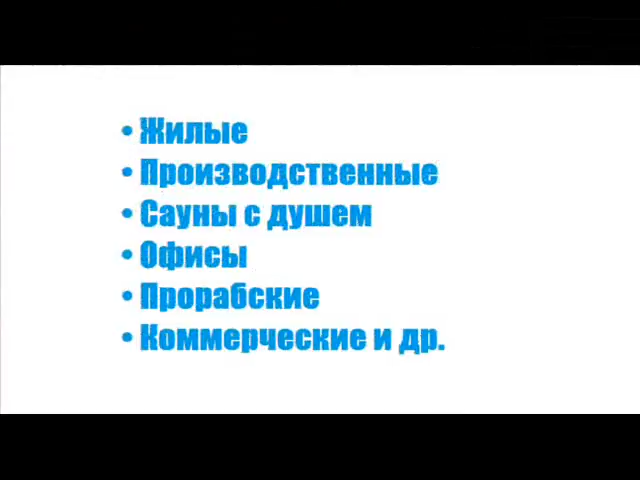 • Жилые
• Производственные
• Сауны с душем
• Офисы
• Прорабские
• Коммерческие и др.